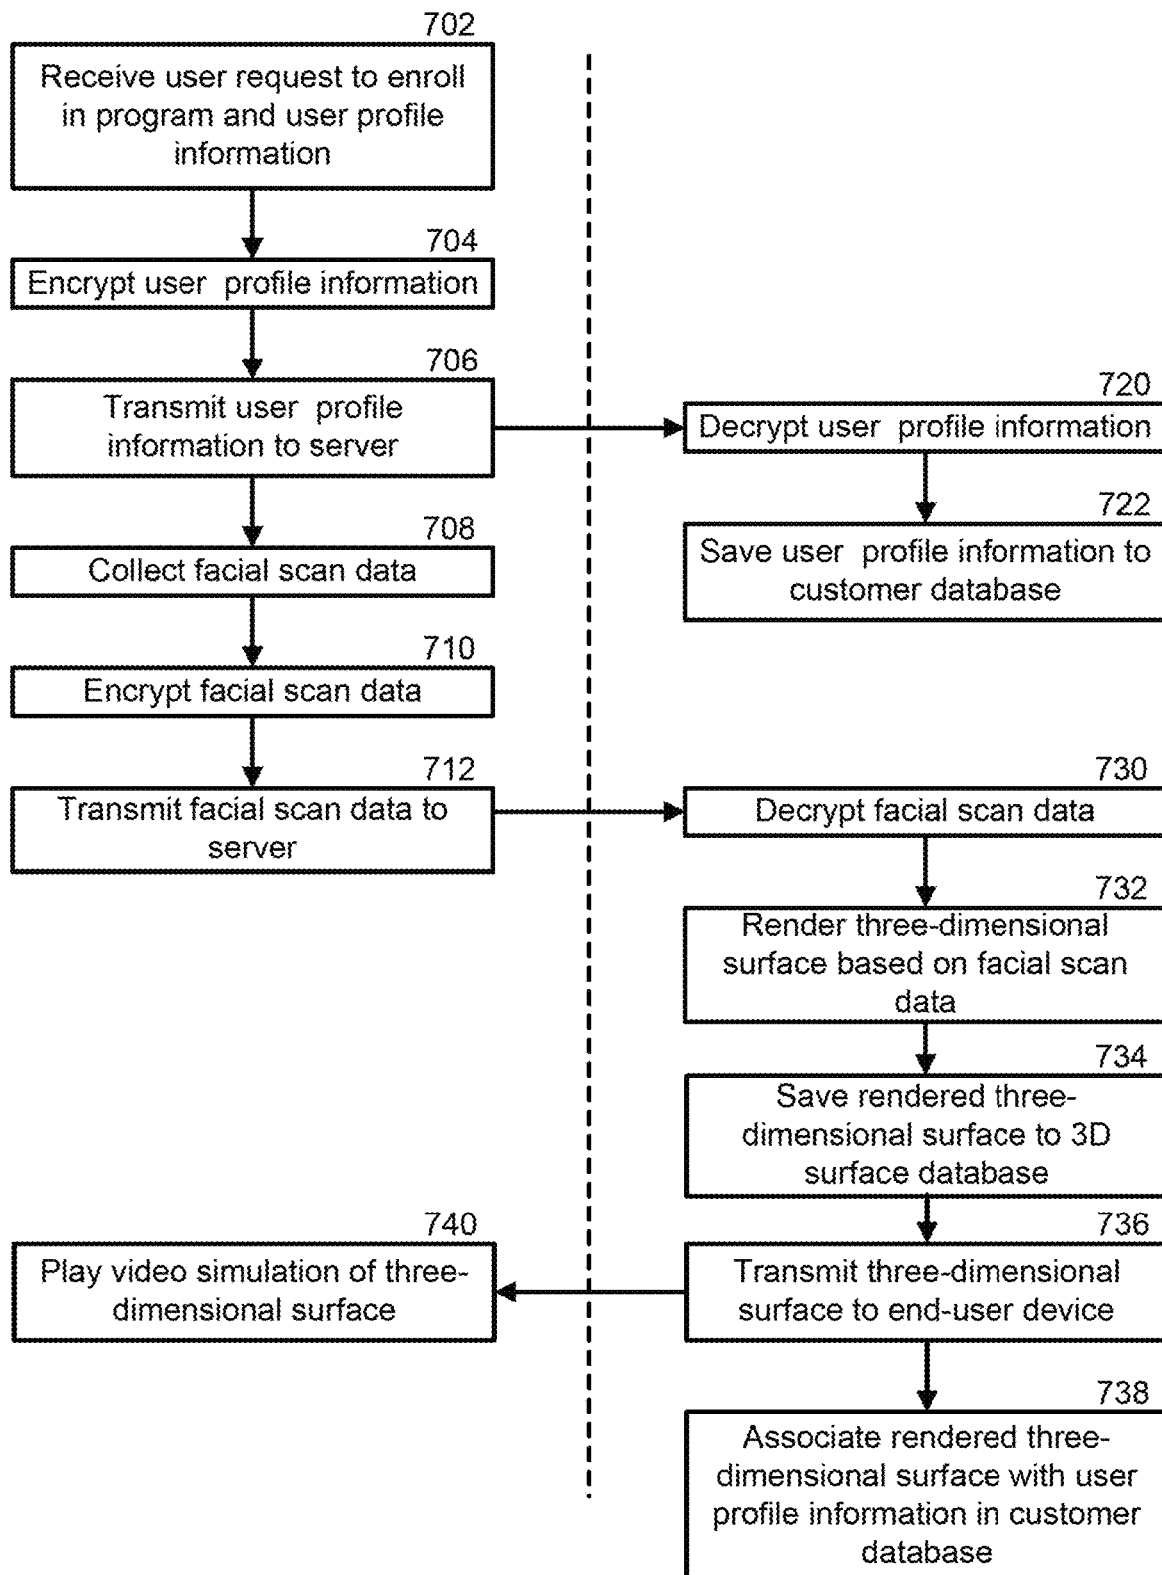 702
Receive user request to enroll
in program and user profile
information
704
Encrypt user profile information
706
Transmit user profile
information to server
708
Collect facial scan data
710
Encrypt facial scan data
712
Transmit facial scan data to
server
720
Decrypt user profile information
722
Save user profile information to
customer database
730
Decrypt facial scan data
732
Render three-dimensional
surface based on facial scan
data
734
Save rendered three-
dimensional surface to 3D
surface database
736
Transmit three-dimensional
surface to end-user device
740
Play video simulation of three-
dimensional surface
738
Associate rendered three-
dimensional surface with user
profile information in customer
database